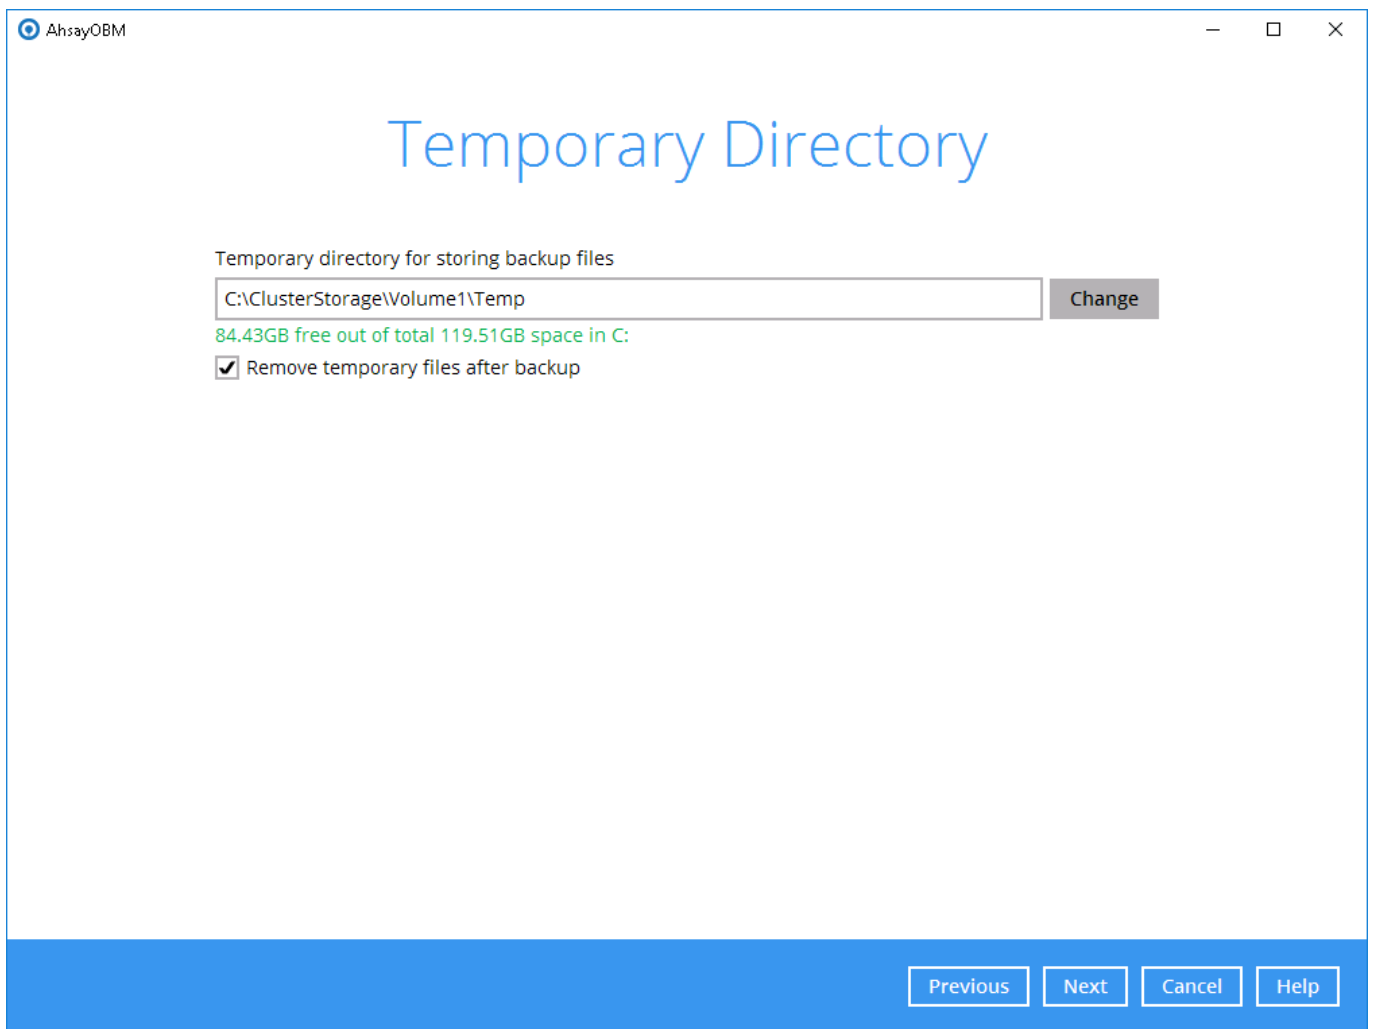 AhsayOBM
Temporary Directory
Temporary directory for storing backup files
C:\ClusterStorage\Volume1\Temp
Change
84.43GB free out of total 119.51GB space in C:
Remove temporary files after backup
Previous
Next
Cancel
Help